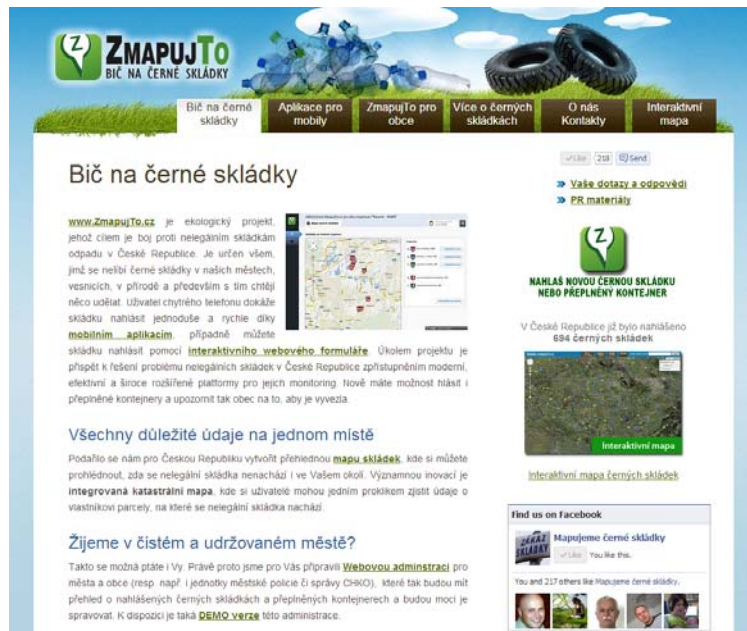 ZMAPUJTO
BIČ NA ČERNÉ SKLÁDKY
Bič na černé
skládky
Aplikace pro
mobily
ZmapujTo pro
obce
Více o černých
skládkách
O nás
Kontakty
Interaktivní
mapa
Bič na černé skládky
www.ZmapujTo.cz je ekologický projekt,
jehož cílem je boj proti nelegálním skládkám
odpadu v České Republice. Je určen všem,
jimž se nelíbí černé skládky v našich městech,
vesnicích, v přírodě a především s tím chtějí
něco udělat. Uživatel chytrého telefonu dokáže
skládku nahlásit jednoduše a rychle díky
mobilním aplikacím, případně můžete
skládku nahlásit pomocí interaktivního webového formuláře. Úkolem projektu je
přispět k řešení problému nelegálních skládek v České Republice zpřístupněním moderní,
efektivní a široce rozšířené platformy pro jejich monitoring. Nově máte možnost hlásit i
přeplněné kontejnery a upozornit tak obec na to, aby je vyvezla.
Všechny důležité údaje na jednom místě
Podařilo se nám pro Českou Republiku vytvořit přehlednou mapu skládek, kde si můžete
prohlédnout, zda se nelegální skládka nenachází i ve Vašem okolí. Významnou inovací je
integrovaná katastrální mapa, kde si uživatelé mohou jedním proklikem zjistit údaje o
vlastníkovi parcely, na které se nelegální skládka nachází.
Žijeme v čistém a udržovaném městě?
Takto se možná ptáte i Vy. Právě proto jsme pro Vás připravili Webovou adminstraci pro
města a obce (resp. např. i jednotky městské policie či správy CHKO), které tak budou mít
přehled o nahlášených černých skládkách a přeplněných kontejnerech a budou moci je
spravovat. K dispozici je taká DEMO verze této administrace.
Like 218 Send
Vaše dotazy a odpovědi
PR materiály
NAHLAŠ NOVOU ČERNOU SKLÁDKU
NEBO PŘEPLNĚNÝ KONTEJNER
V České Republice již bylo nahlášeno
694 černých skládek
Interaktivní mapa
Interaktivní mapa černých skládek
Find us on Facebook
ZÁKAZ
SKLÁDKY
Mapujeme černé skládky
Like You like this.
You and 217 others like Mapujeme černé skládky.